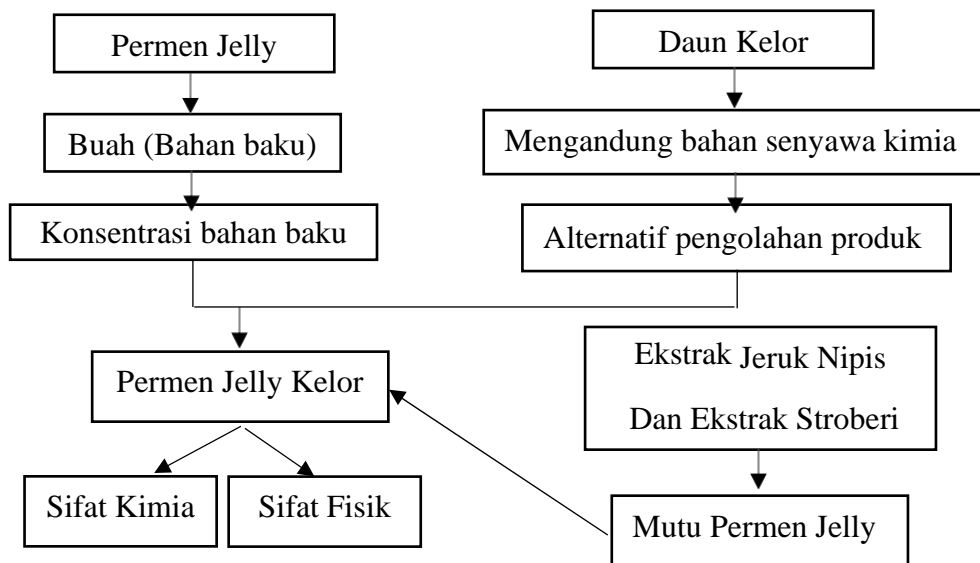 Permen Jelly
Daun Kelor
Buah (Bahan baku)
Mengandung bahan senyawa kimia
Konsentrasi bahan baku
Alternatif pengolahan produk
Permen Jelly Kelor
Ekstrak Jeruk Nipis
Dan Ekstrak Stroberi
Sifat Kimia
Sifat Fisik
Mutu Permen Jelly